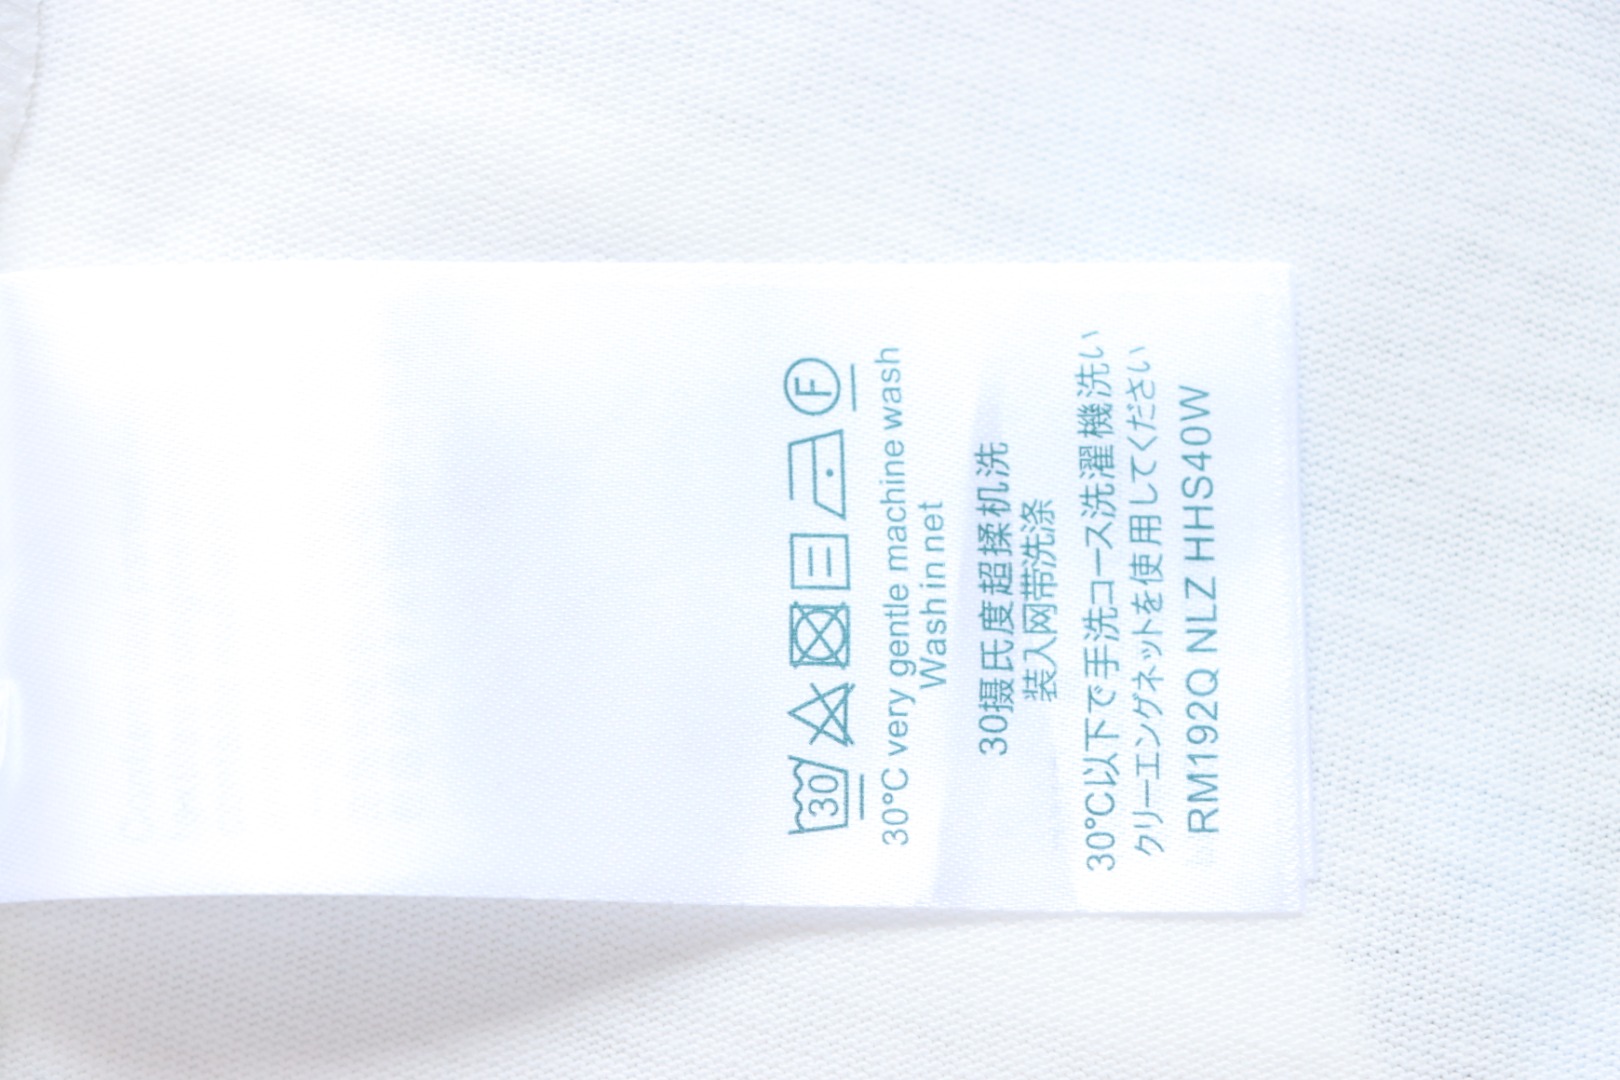 30 F
30°C very gentle machine wash
Wash in net
30摄氏度超揉机洗
装入网带洗涤
30℃以下で手洗コース洗濯機洗い
クリーエングネットを使用してください
RM192Q NLZ HHS40W